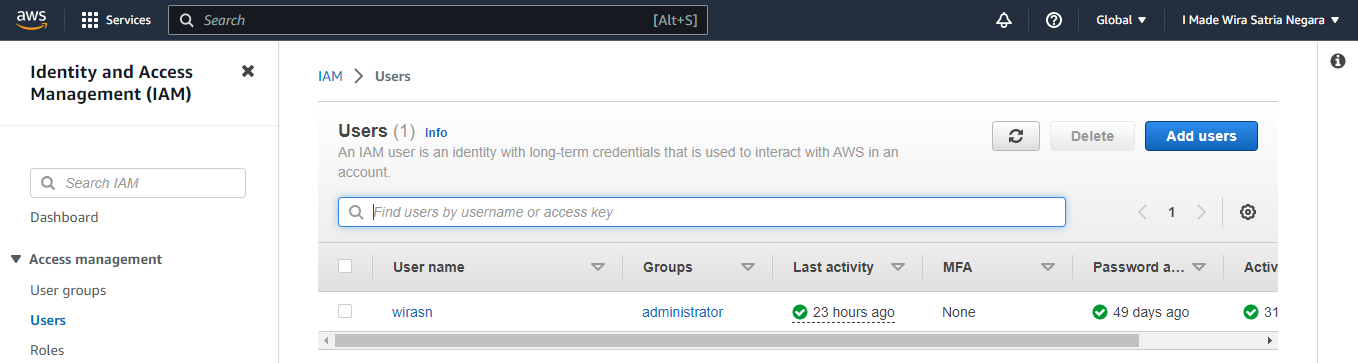 aws
Services
Search
[Alt+S]
Global
I Made Wira Satria Negara
Identity and Access
Management (IAM)
Search IAM
Dashboard
Access management
User groups
Users
Roles
IAM
Users
Users (1)
Info
An IAM user is an identity with long-term credentials that is used to interact with AWS in an
account.
Delete
Add users
Find users by username or access key
1
User name
Groups
Last activity
MFA
Password a...
Activ
wirasn
administrator
23 hours ago
None
49 days ago
31